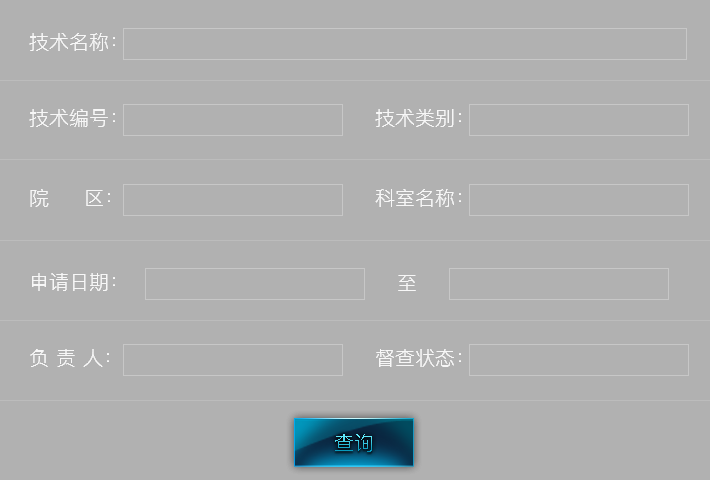 技术名称：
技术编号： 技术类别：
院 区： 科室名称：
申请日期： 至
负 责 人： 督查状态：
查询